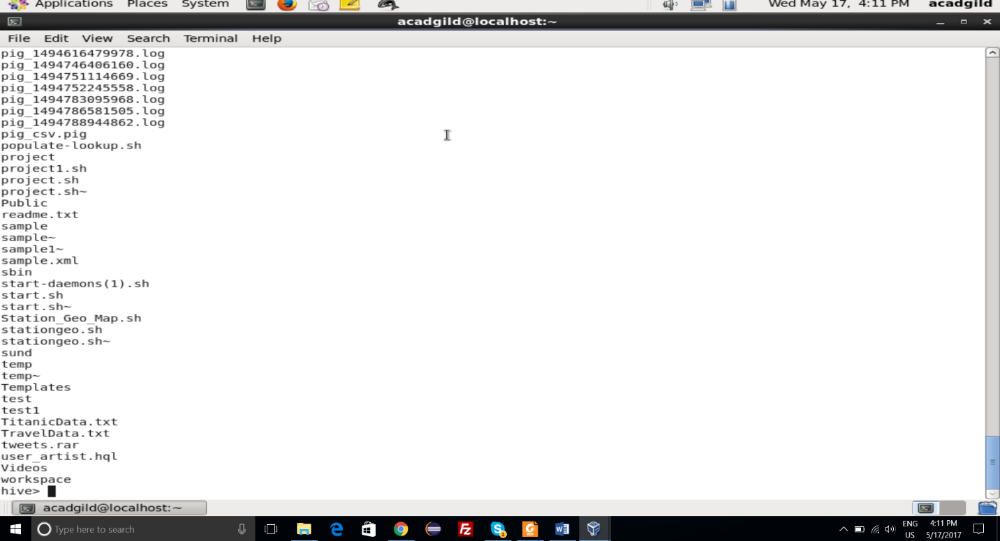 Applications Places System Wed May 17, 4:11 PM acadgild
acadgild@localhost:~
File Edit View Search Terminal Help
pig_1494616479978.log
pig_1494746406160.log
pig_1494751114669.log
pig_1494752245558.log
pig_1494783095968.log
pig_1494786581505.log
pig_1494788944862.log
pig_csv.pig
populate-lookup.sh
project
project1.sh
project.sh
project.sh~
Public
readme.txt
sample
sample~
sample1~
sample.xml
sbin
start-daemons(1).sh
start.sh
start.sh~
Station_Geo_Map.sh
stationgeo.sh
stationgeo.sh~
sund
temp
temp~
Templates
test
test1
TitanicData.txt
TravelData.txt
tweets.rar
user_artist.hql
Videos
workspace
hive>
acadgild@localhost:~
Type here to search
ENG 4:11 PM
US 5/17/2017